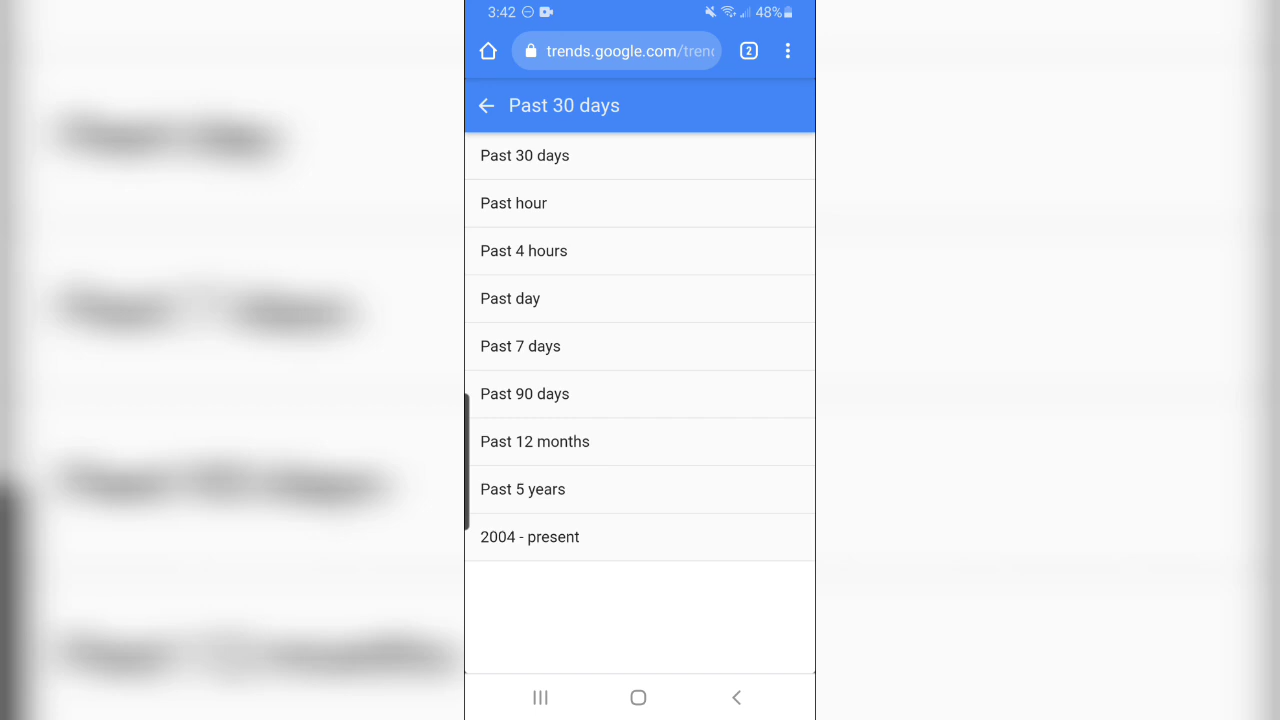 3:42
48%
trends.google.com/trend
2
Past 30 days
Past 30 days
Past hour
Past 4 hours
Past day
Past 7 days
Past 90 days
Past 12 months
Past 5 years
2004 - present